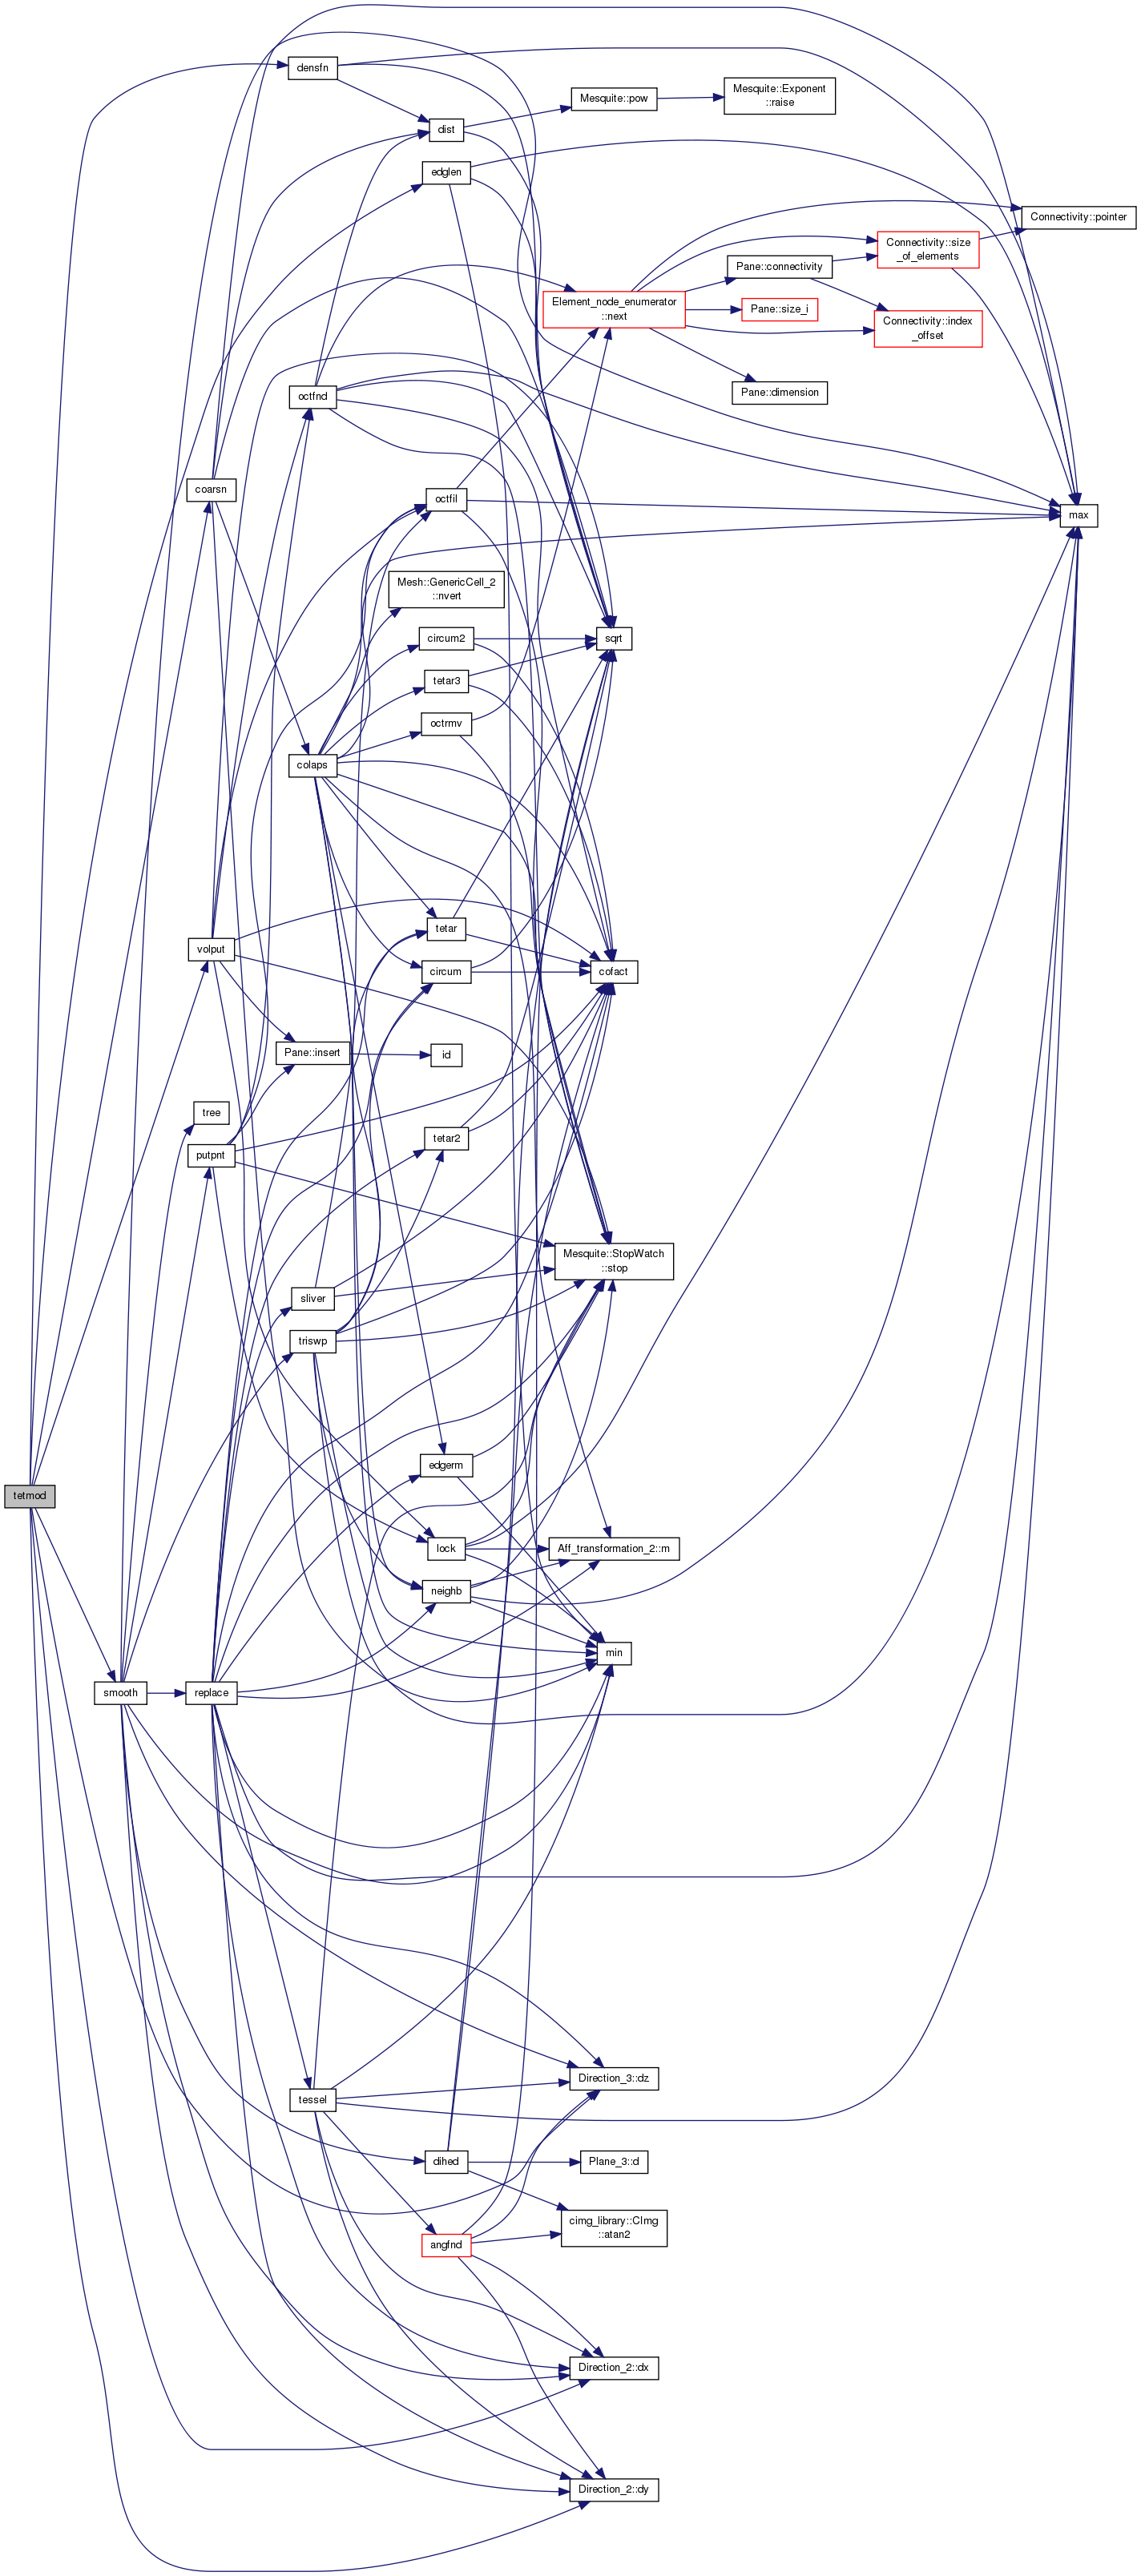 tetmod
densfn
dist
Mesquite::pow
Mesquite::Exponent
::raise
edglen
Connectivity::pointer
Connectivity::size
_of_elements
Pane::connectivity
Element_node_enumerator
::next
Pane::size_i
Connectivity::index
_offset
Pane::dimension
octfnd
coarsn
octfil
max
Mesh::GenericCell_2
::nvert
circum2
sqrt
tetar3
octrmv
colaps
tetar
volput
circum
cofact
Pane::insert
id
tree
tetar2
putpnt
Mesquite::StopWatch
::stop
sliver
triswp
edgerm
lock
Aff_transformation_2::m
neighb
min
smooth
replace
Direction_3::dz
tessel
dihed
Plane_3::d
cimg_library::CImg
::atan2
angfnd
Direction_2::dx
Direction_2::dy